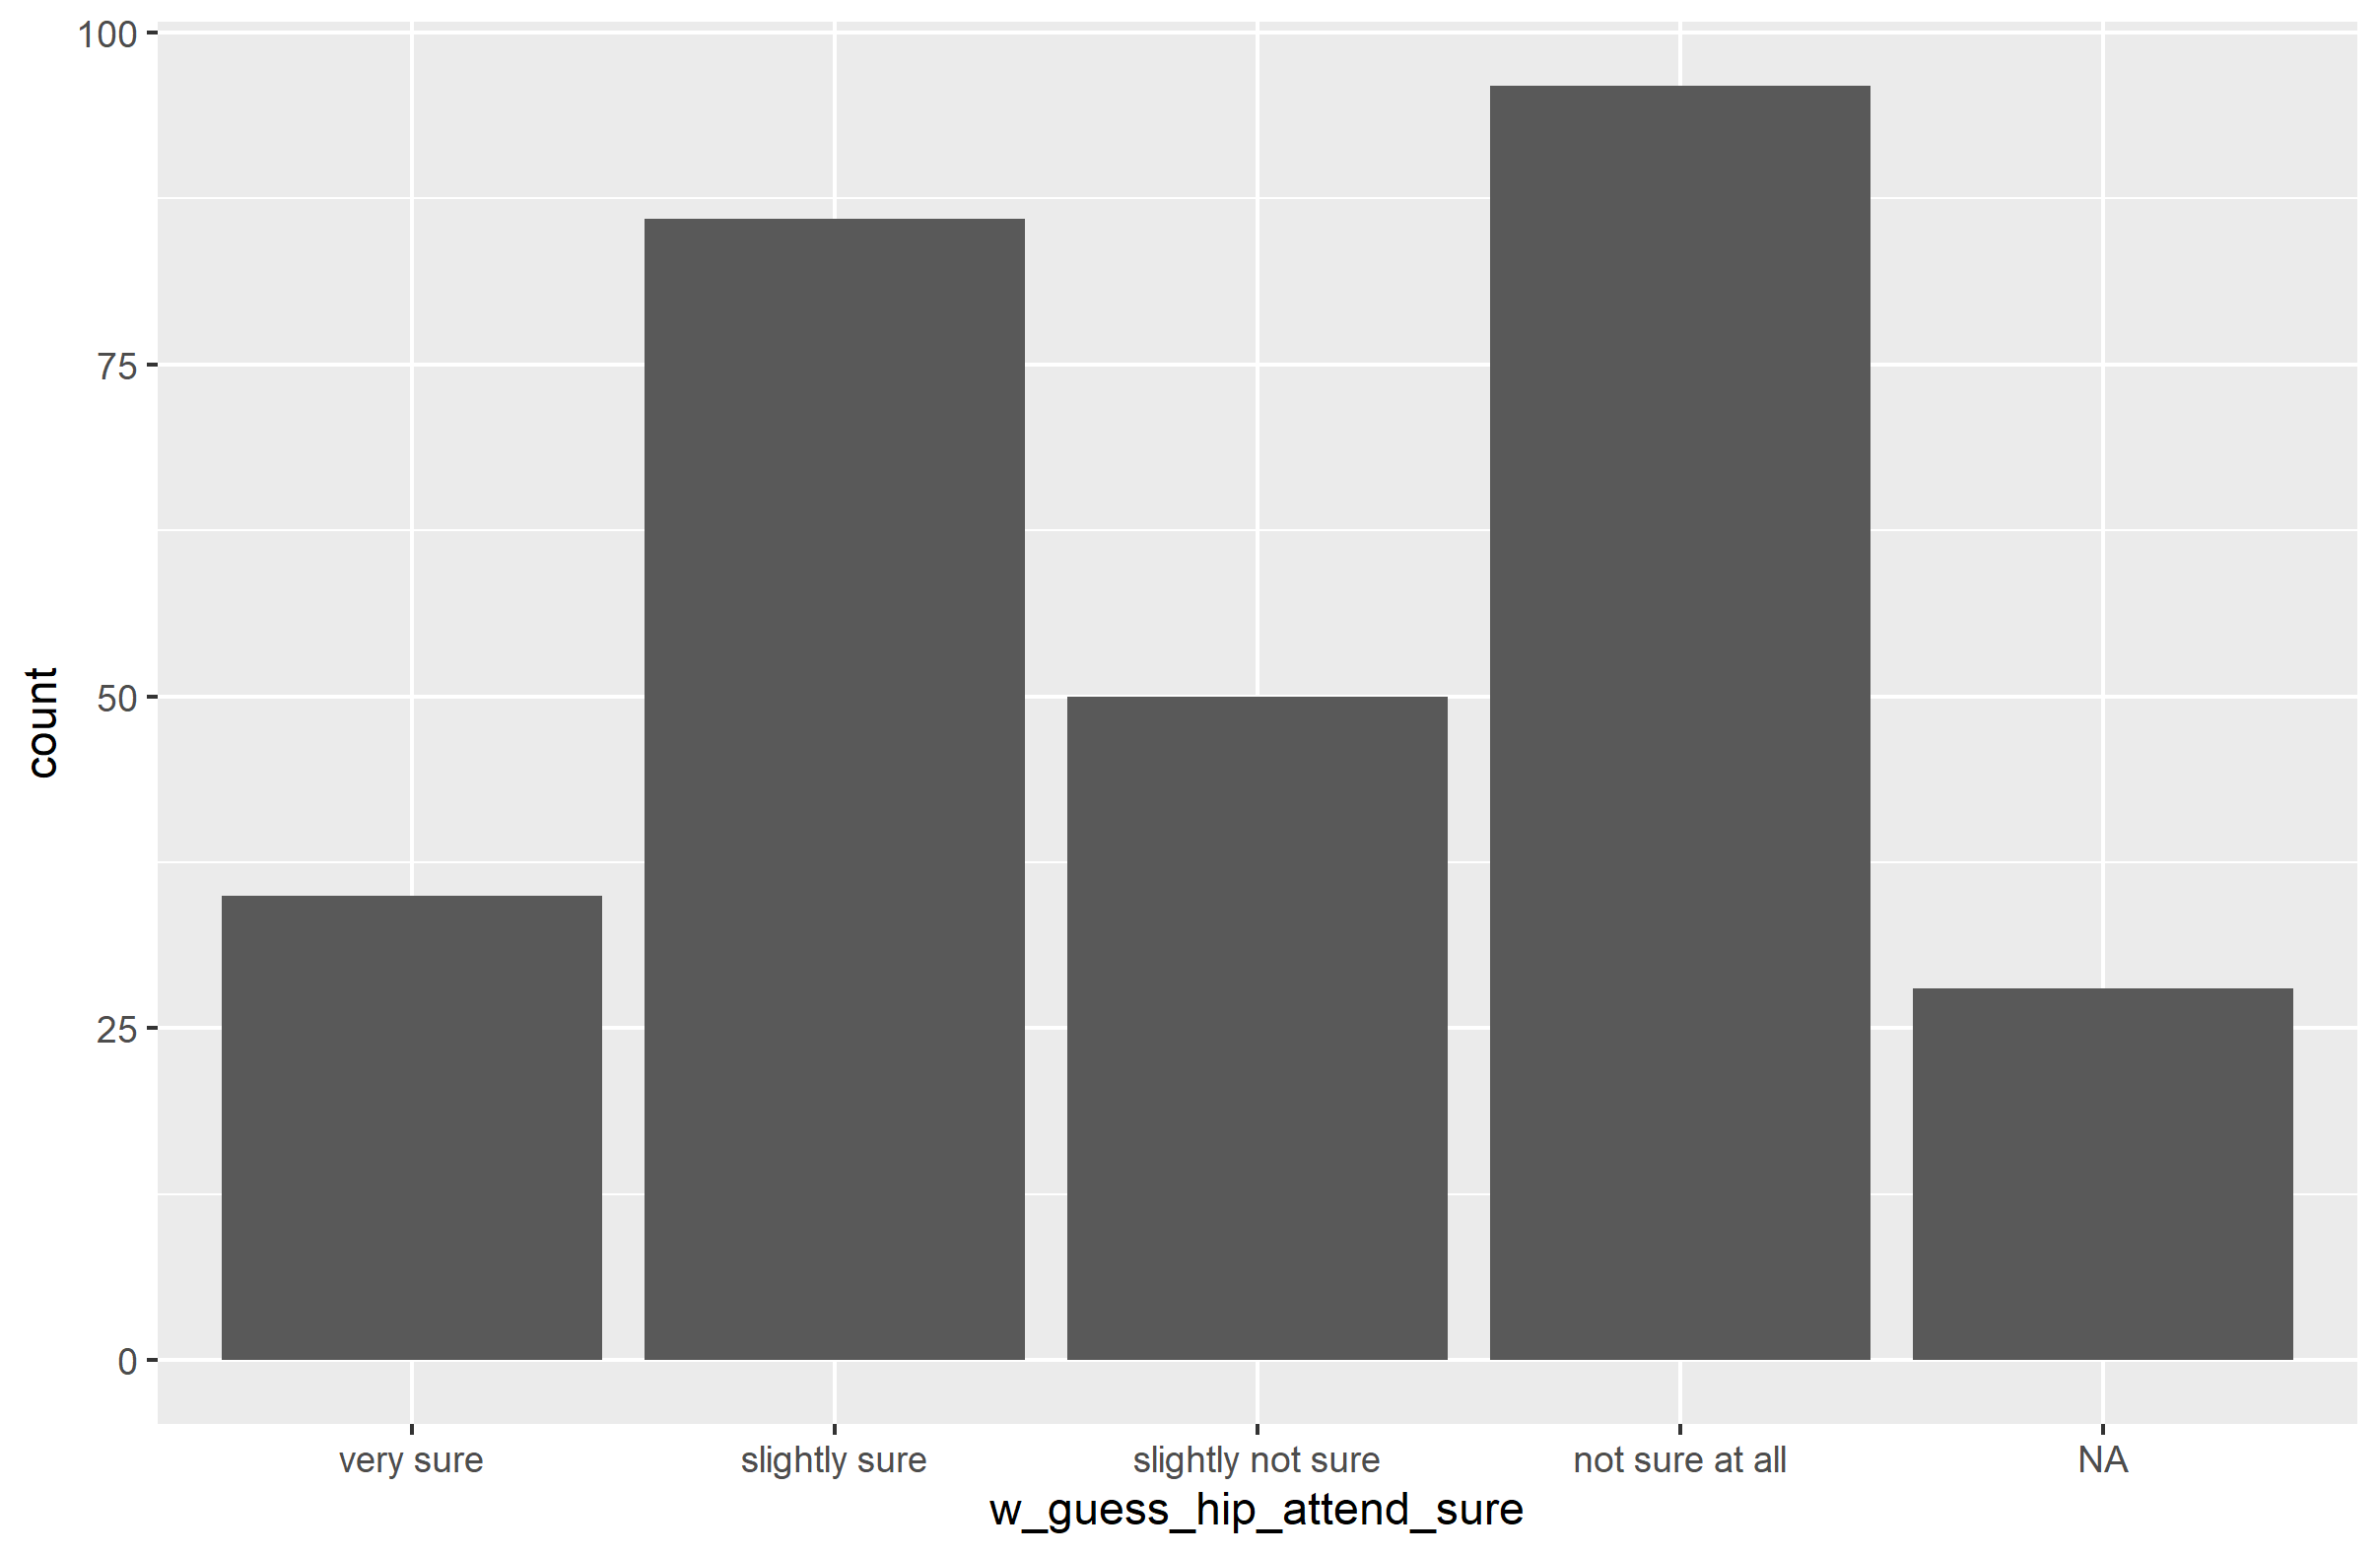 100
75
50
25
0
count
very sure
slightly sure
slightly not sure
not sure at all
NA
w_guess_hip_attend_sure